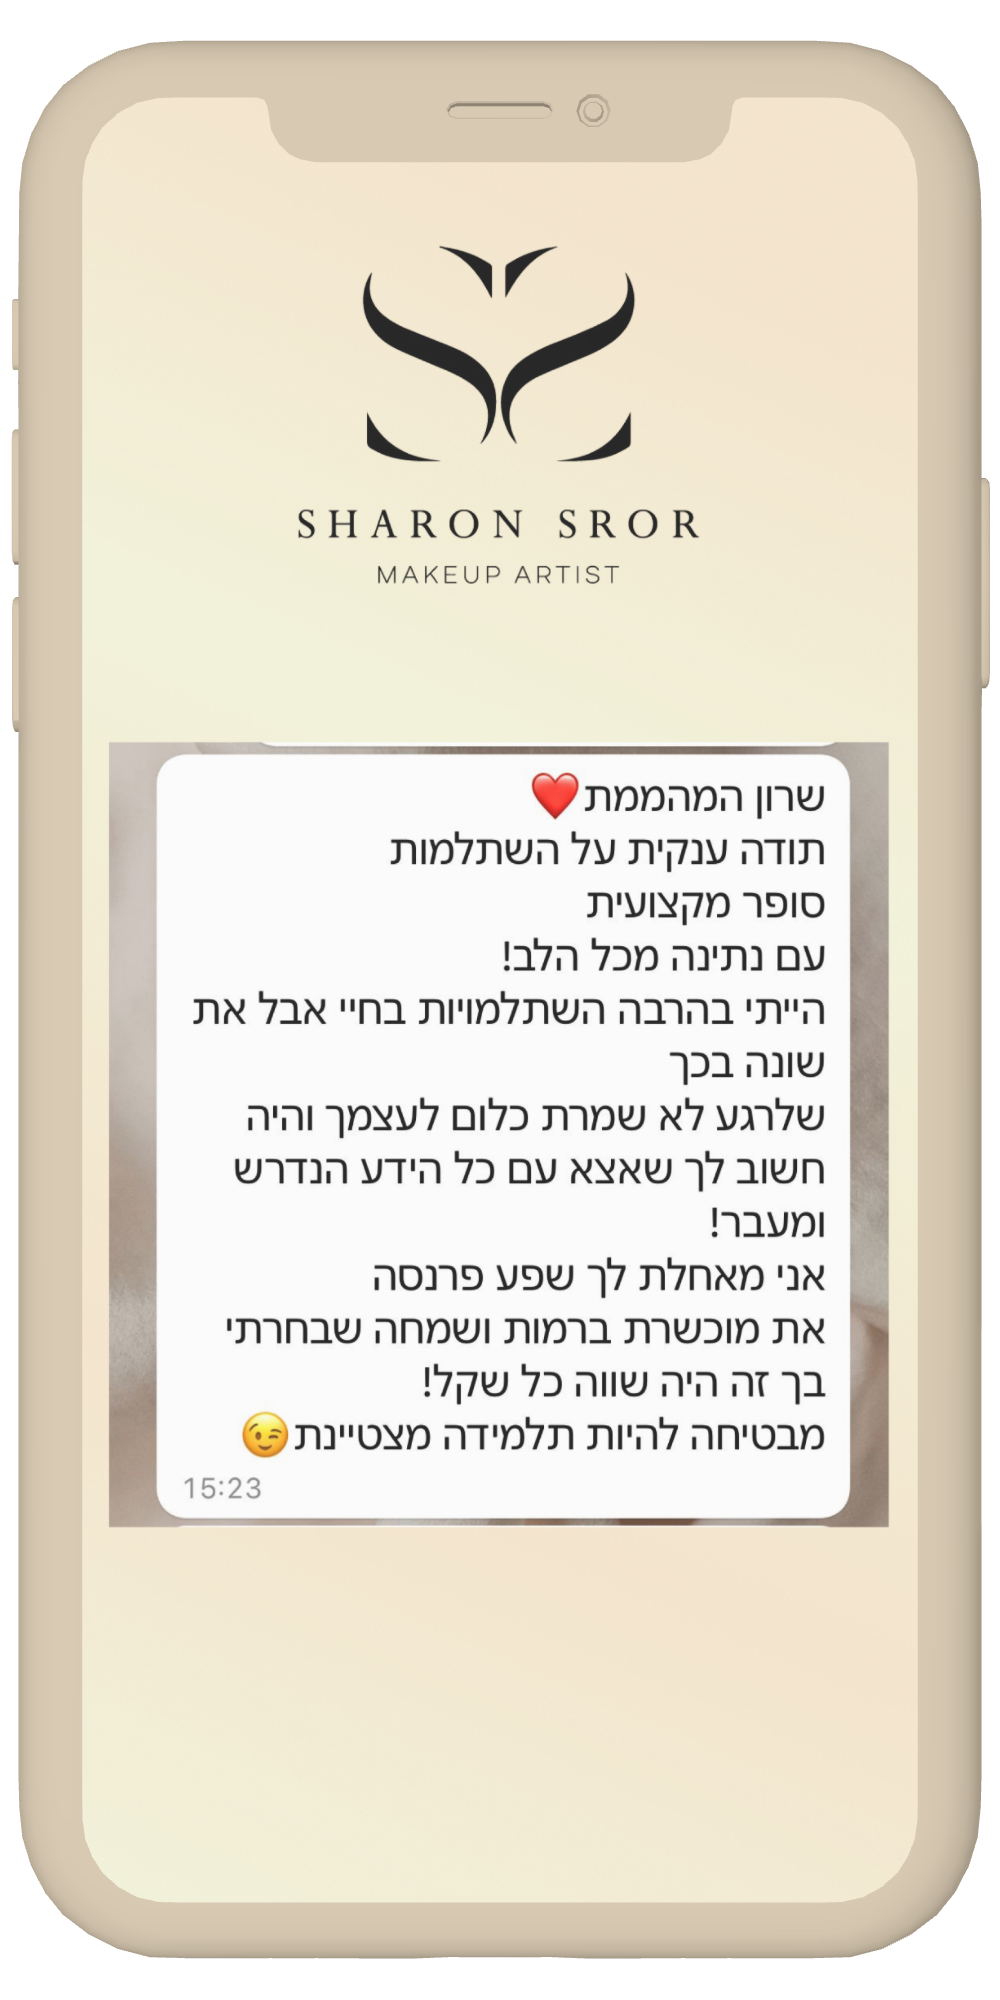 SHARON SROR
MAKEUP ARTIST
שרון המהממת❤️
תודה ענקית על השתלמות
סופר מקצועית
עם נתינה מכל הלב!
הייתי בהרבה השתלמויות בחיי אבל את
שונה בכך
שלרגע לא שמרת כלום לעצמך והיה
חשוב לך שאצא עם כל הידע הנדרש
ומעבר!
אני מאחלת לך שפע פרנסה
את מוכשרת ברמות ושמחה שבחרתי
בך זה היה שווה כל שקל!
מבטיחה להיות תלמידה מצטיינת😉
15:23